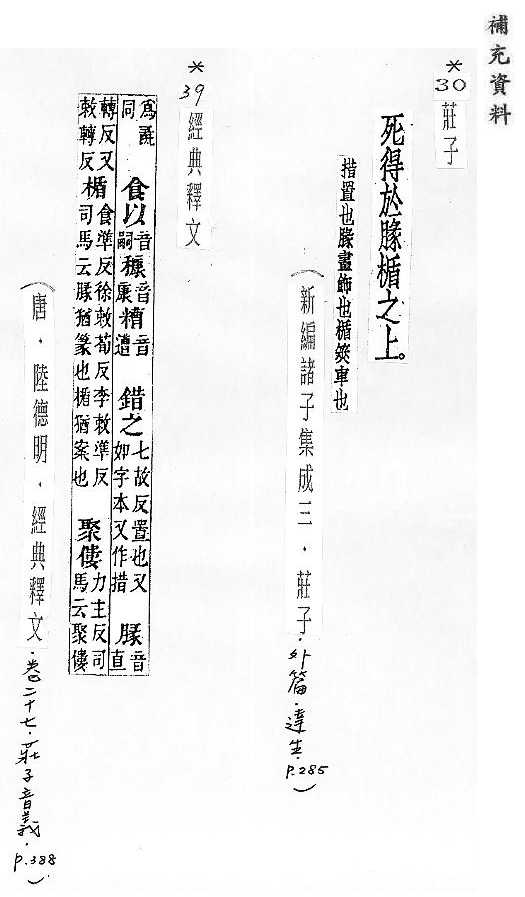 補充資料
*30 莊子
死得於腞楯之上。
措置也腞畫飾也楯筴車也
(新編諸子集成三．莊子．外篇．達生．P.285)
*39 經典釋文
為 同 食以 音嗣 穅 音康 糟 音遭 錯之 七故反置也又如字本又作措 腞 音直
轉反又敕轉反 楯 食準反徐敕荀反李敕準反司馬云腞猶篆也楯猶案也 聚僂 力主反司馬云聚僂
(唐．陸德明．經典釋文．卷二十七．莊子音義．P.388)